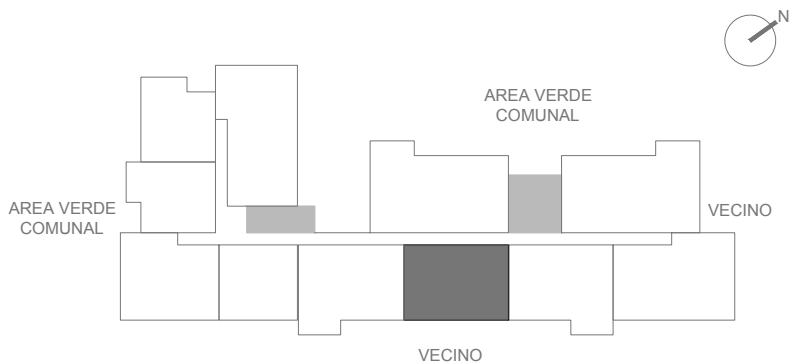 N
AREA VERDE
COMUNAL
AREA VERDE
COMUNAL
VECINO
VECINO